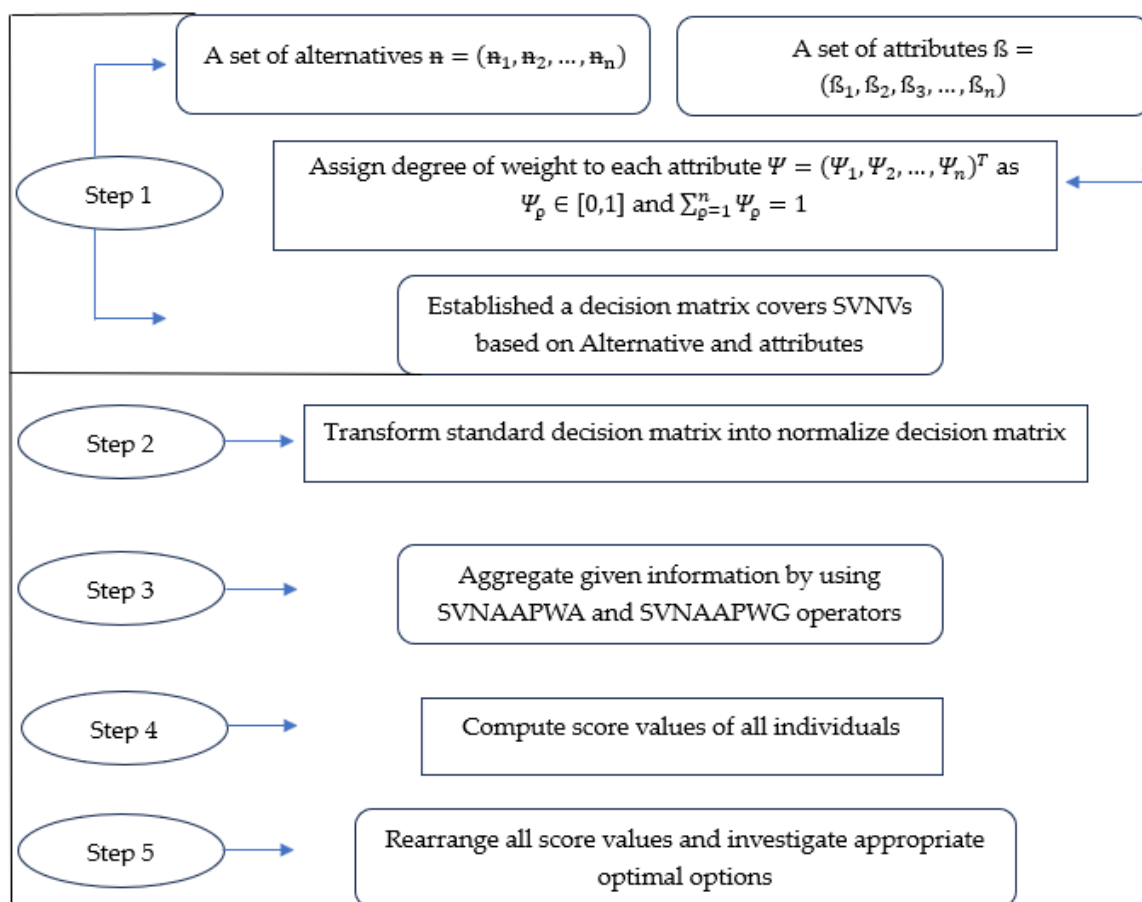 A set of alternatives ꞥ = (ꞥ₁, ꞥ₂, …, ꞥₙ)
A set of attributes ß =
(ß₁, ß₂, ß₃, …, ßₙ)
Step 1
Assign degree of weight to each attribute Ψ = (Ψ₁, Ψ₂, …, Ψₙ)ᵀ as
Ψᵨ ∈ [0,1] and ∑ⁿᵨ₌₁ Ψᵨ = 1
Established a decision matrix covers SVNVs
based on Alternative and attributes
Step 2
Transform standard decision matrix into normalize decision matrix
Step 3
Aggregate given information by using
SVNAAPWA and SVNAAPWG operators
Step 4
Compute score values of all individuals
Step 5
Rearrange all score values and investigate appropriate
optimal options